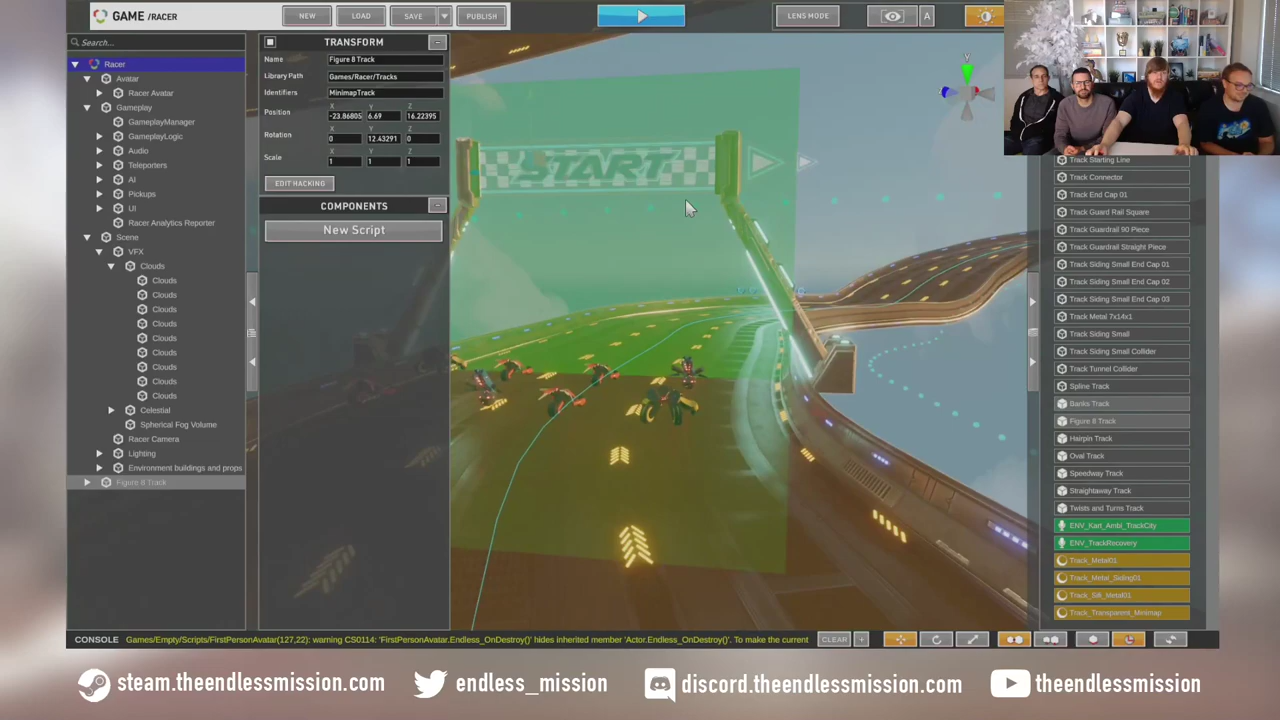 GAME /RACER
NEW
LOAD
SAVE
PUBLISH
LENS MODE
A
Search...
Racer
Avatar
Racer Avatar
Gameplay
GameplayManager
GameplayLogic
Audio
Teleporters
AI
Pickups
UI
Racer Analytics Reporter
Scene
VFX
Clouds
Clouds
Clouds
Clouds
Clouds
Clouds
Clouds
Clouds
Clouds
Clouds
Celestial
Spherical Fog Volume
Racer Camera
Lighting
Environment buildings and props
Figure 8 Track
TRANSFORM
Name
Figure 8 Track
Library Path
Games/Racer/Tracks
Identifiers
MinimapTrack
X Y Z
Position
-23.86805 6.69 16.22395
X Y Z
Rotation
0 12.43291 0
X Y Z
Scale
1 1 1
EDIT HACKING
COMPONENTS
New Script
START
Y
Track Starting Line
Track Connector
Track End Cap 01
Track Guard Rail Square
Track Guardrail 90 Piece
Track Guardrail Straight Piece
Track Siding Small End Cap 01
Track Siding Small End Cap 02
Track Siding Small End Cap 03
Track Metal 7x14x1
Track Siding Small
Track Siding Small Collider
Track Tunnel Collider
Spline Track
Banks Track
Figure 8 Track
Hairpin Track
Oval Track
Speedway Track
Straightaway Track
Twists and Turns Track
ENV_Kart_Ambi_TrackCity
ENV_TrackRecovery
Track_Metal01
Track_Metal_Siding01
Track_Silk_Metal01
Track_Transparent_Minimap
CONSOLE
Games/Empty/Scripts/FirstPersonAvatar(127,22): warning CS0114: 'FirstPersonAvatar.Endless_OnDestroy()' hides inherited member 'Actor.Endless_OnDestroy()'. To make the current
CLEAR
+
steam.theendlessmission.com
endless_mission
discord.theendlessmission.com
theendlessmission